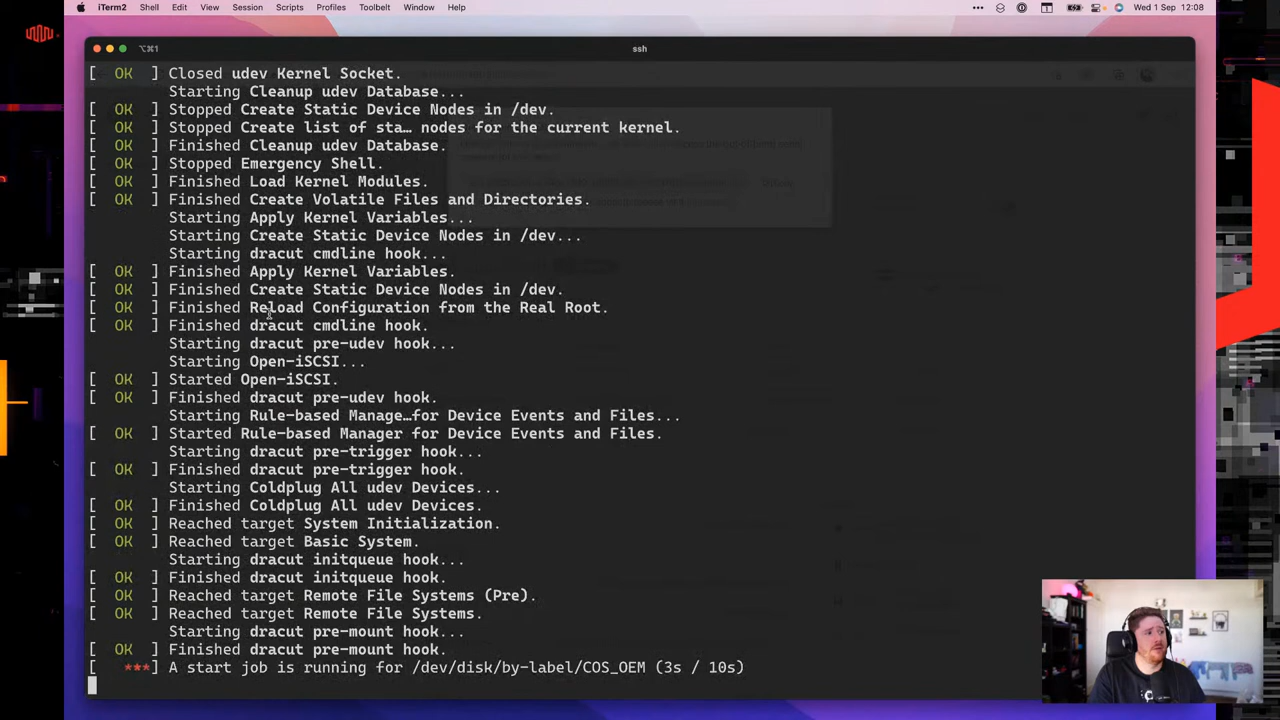 iTerm2 Shell Edit View Session Scripts Profiles Toolbelt Window Help
Wed 1 Sep 12:08
⌥⌘1
ssh
[ OK ] Closed udev Kernel Socket.
Starting Cleanup udev Database...
[ OK ] Stopped Create Static Device Nodes in /dev.
[ OK ] Stopped Create list of sta… nodes for the current kernel.
[ OK ] Finished Cleanup udev Database.
[ OK ] Stopped Emergency Shell.
[ OK ] Finished Load Kernel Modules.
[ OK ] Finished Create Volatile Files and Directories.
Starting Apply Kernel Variables...
Starting Create Static Device Nodes in /dev...
Starting dracut cmdline hook...
[ OK ] Finished Apply Kernel Variables.
[ OK ] Finished Create Static Device Nodes in /dev.
[ OK ] Finished Reload Configuration from the Real Root.
[ OK ] Finished dracut cmdline hook.
Starting dracut pre-udev hook...
Starting Open-iSCSI...
[ OK ] Started Open-iSCSI.
[ OK ] Finished dracut pre-udev hook.
Starting Rule-based Manage…for Device Events and Files...
[ OK ] Started Rule-based Manager for Device Events and Files.
Starting dracut pre-trigger hook...
[ OK ] Finished dracut pre-trigger hook.
Starting Coldplug All udev Devices...
[ OK ] Finished Coldplug All udev Devices.
[ OK ] Reached target System Initialization.
[ OK ] Reached target Basic System.
Starting dracut initqueue hook...
[ OK ] Finished dracut initqueue hook.
[ OK ] Reached target Remote File Systems (Pre).
[ OK ] Reached target Remote File Systems.
Starting dracut pre-mount hook...
[ OK ] Finished dracut pre-mount hook.
[ ***] A start job is running for /dev/disk/by-label/COS_OEM (3s / 10s)